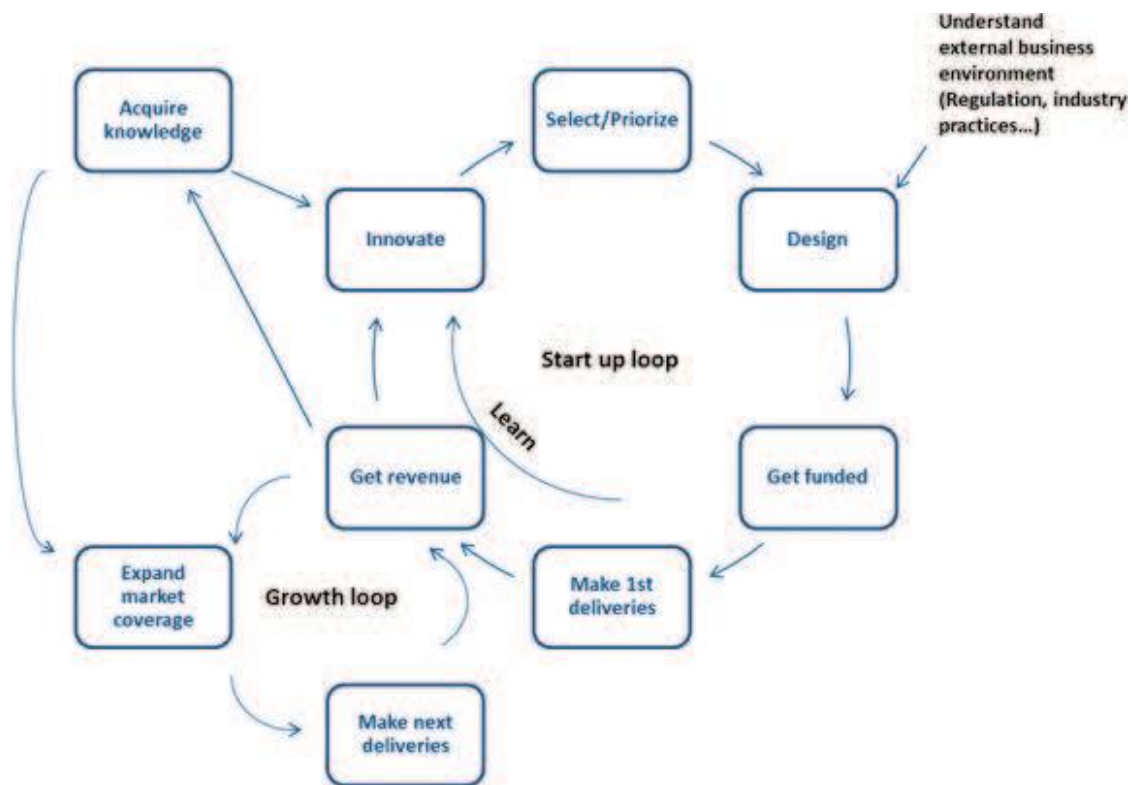 Understand
external business
environment
(Regulation, industry
practices...)
Acquire
knowledge
Select/Priorize
Innovate
Design
Start up loop
Learn
Get revenue
Get funded
Expand
market
coverage
Growth loop
Make 1st
deliveries
Make next
deliveries